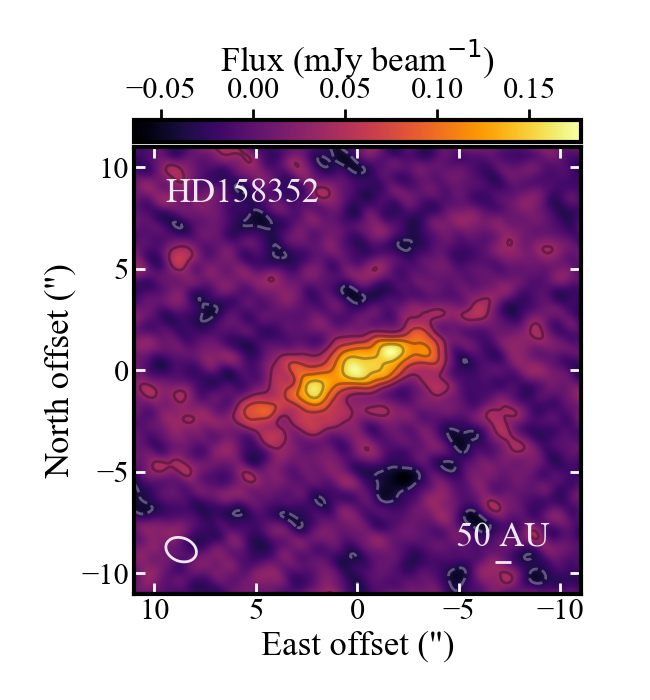 Flux (mJy beam⁻¹)
−0.05 0.00 0.05 0.10 0.15
HD158352
10
5
0
−5
−10
North offset (")
50 AU
10 5 0 −5 −10
East offset (")